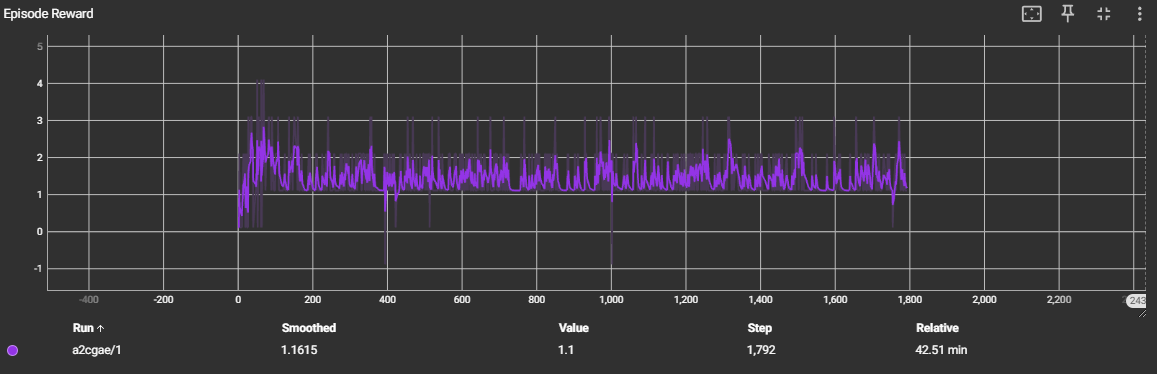 Episode Reward
5
4
3
2
1
0
-1
-400 -200 0 200 400 600 800 1,000 1,200 1,400 1,600 1,800 2,000 2,200 243
Run ↑ Smoothed Value Step Relative
a2cgae/1 1.1615 1.1 1,792 42.51 min